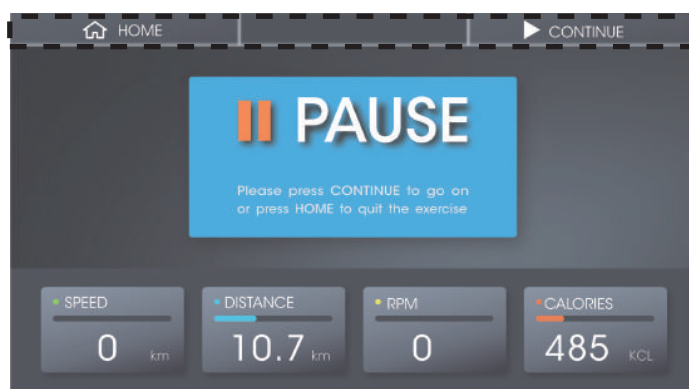 HOME
CONTINUE
PAUSE
Please press CONTINUE to go on
or press HOME to quit the exercise
SPEED
0 km
DISTANCE
10.7 km
RPM
0
CALORIES
485 KCL